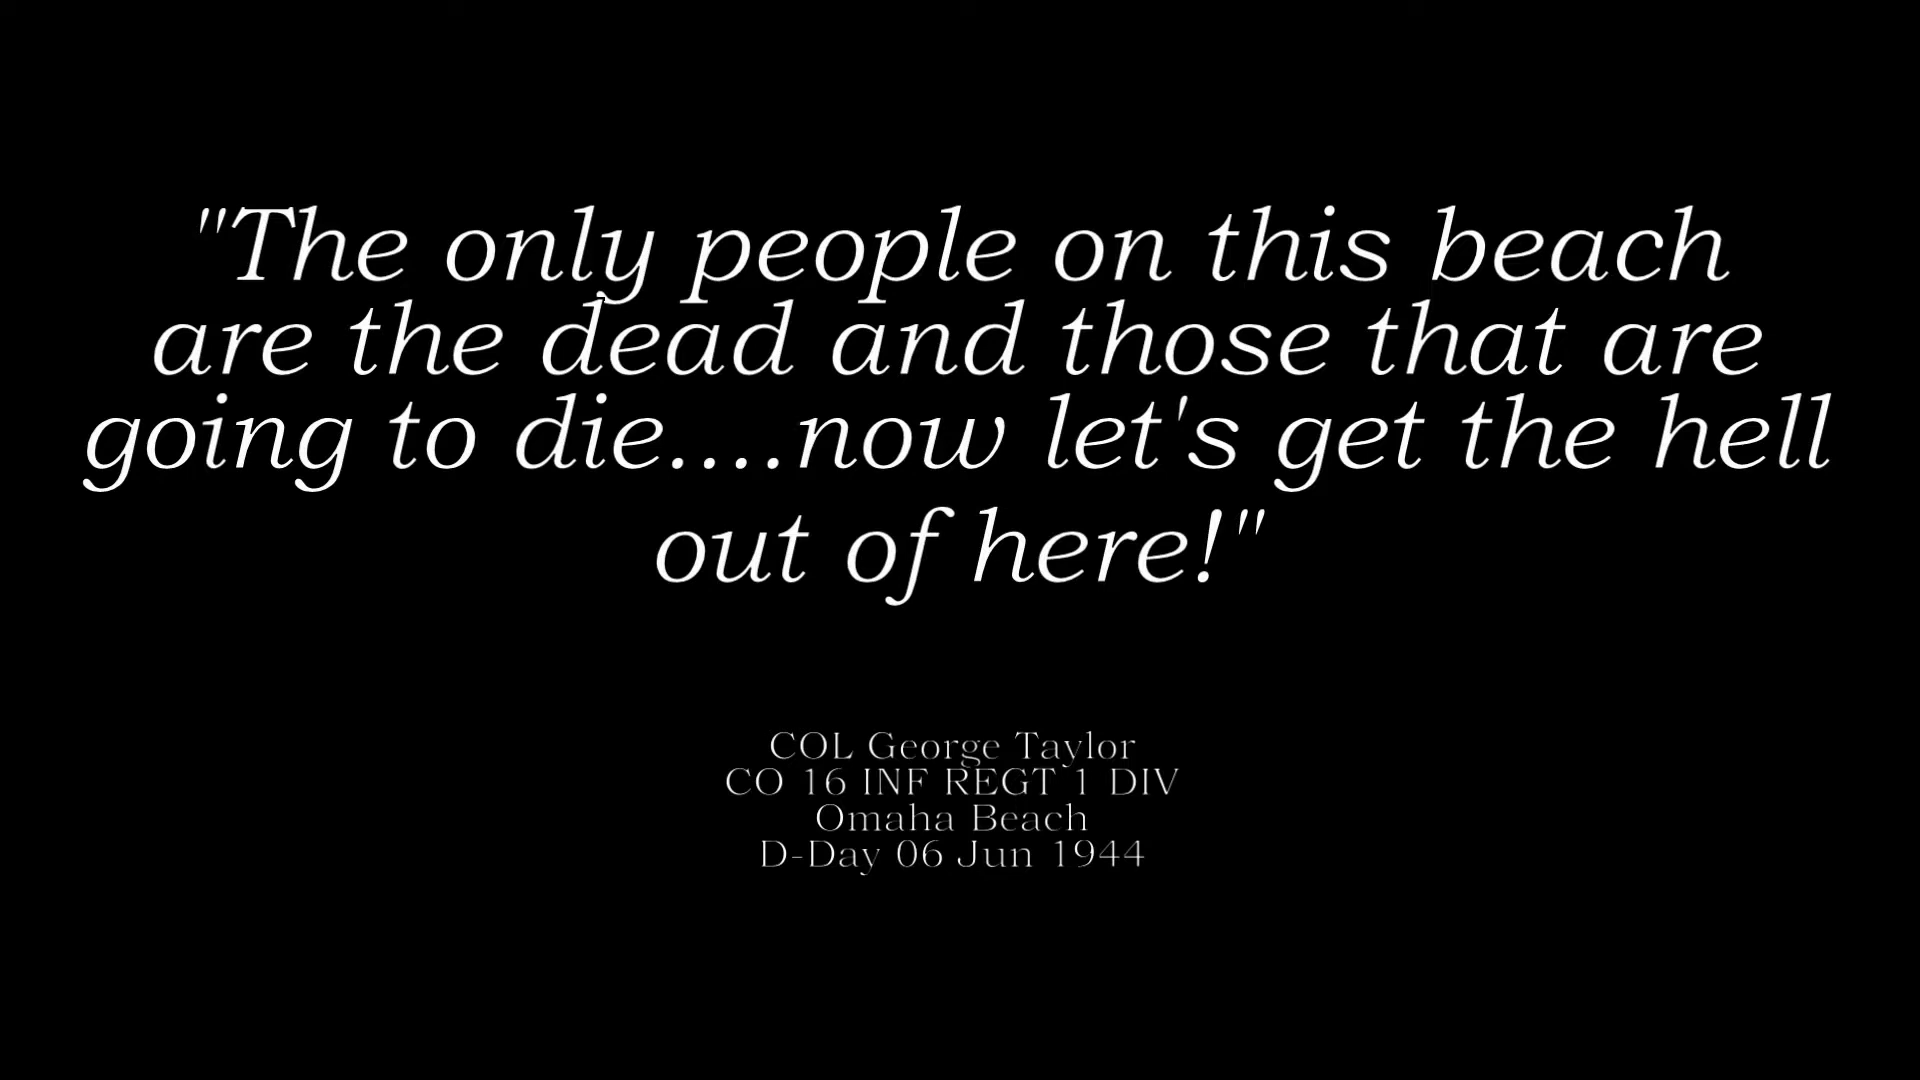 "The only people on this beach
are the dead and those that are
going to die....now let's get the hell
out of here!"
COL George Taylor
CO 16 INF REGT 1 DIV
Omaha Beach
D-Day 06 Jun 1944